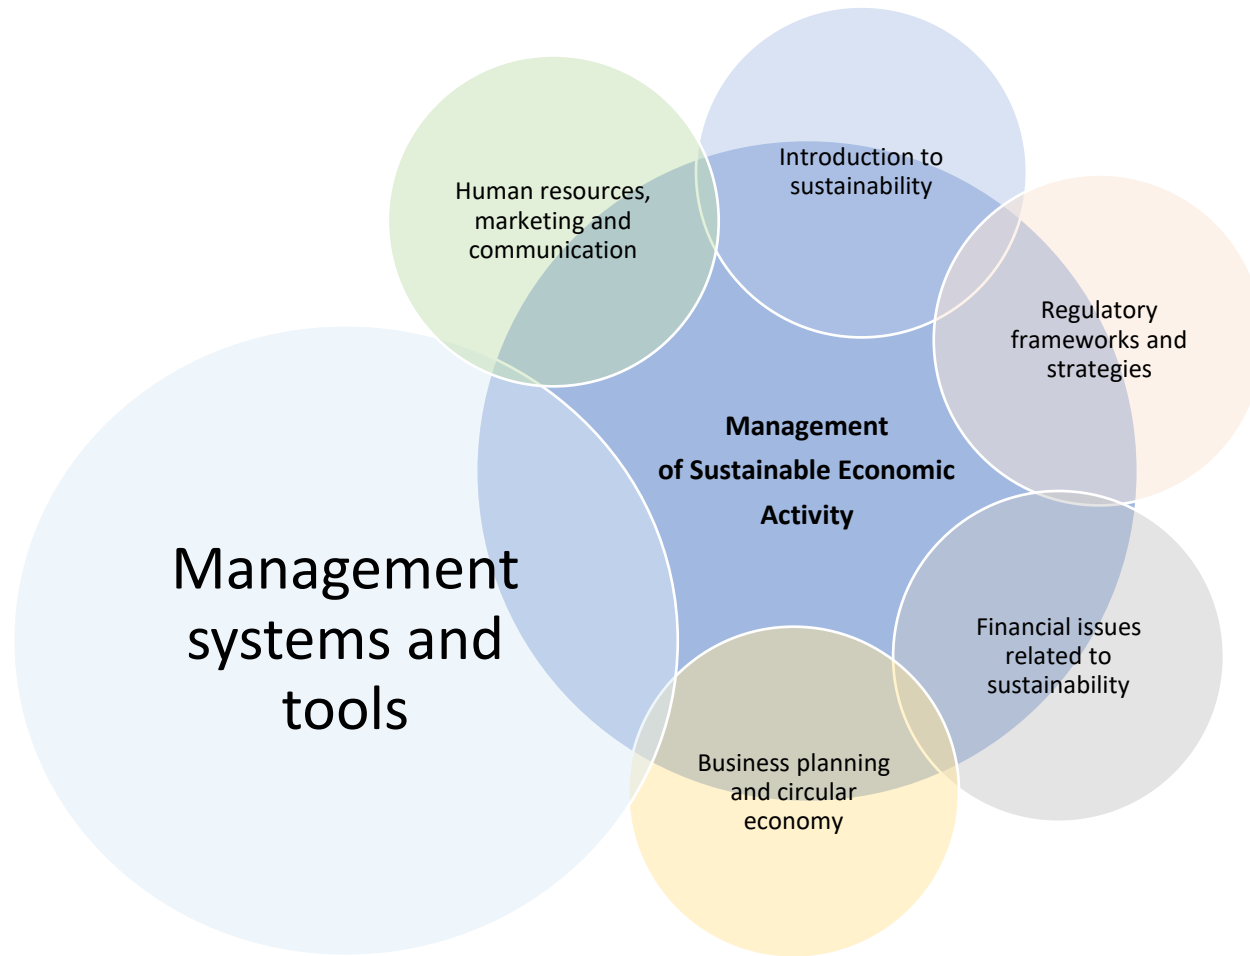 Introduction to
sustainability
Human resources,
marketing and
communication
Regulatory
frameworks and
strategies
Management
of Sustainable Economic
Activity
Management
systems and
tools
Financial issues
related to
sustainability
Business planning
and circular
economy